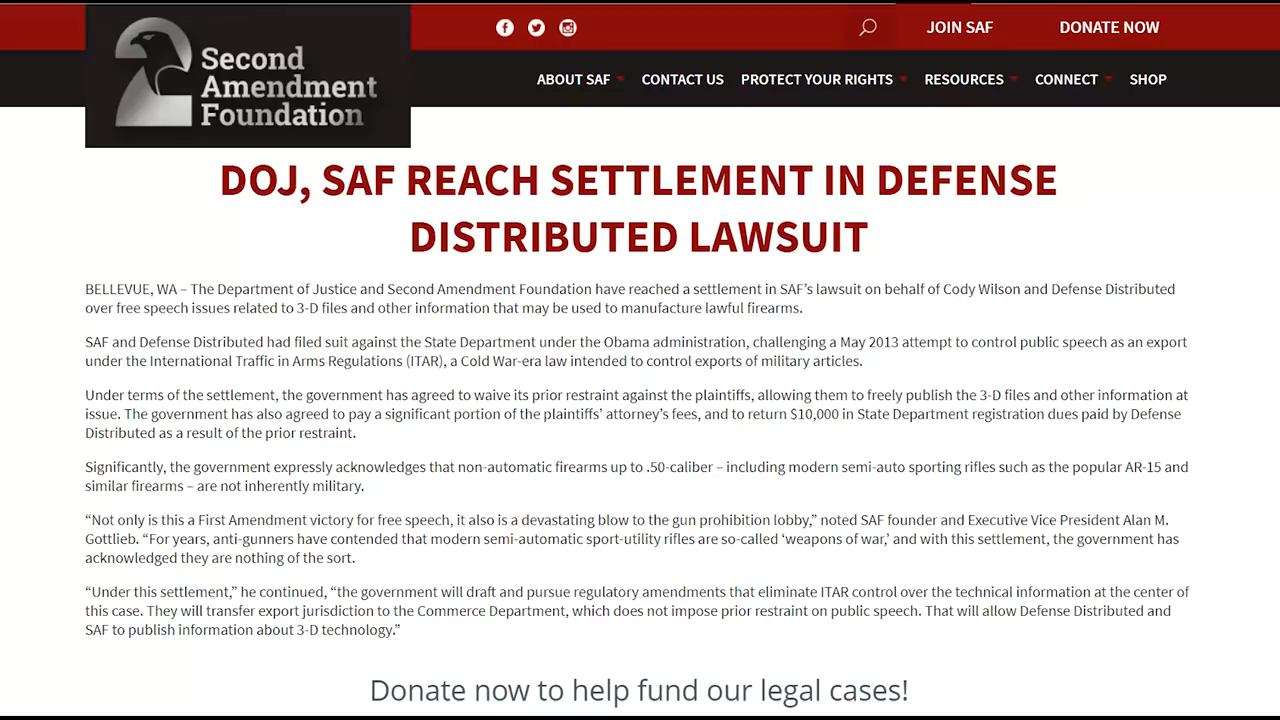 JOIN SAF
DONATE NOW
Second
Amendment
Foundation
ABOUT SAF
CONTACT US
PROTECT YOUR RIGHTS
RESOURCES
CONNECT
SHOP
DOJ, SAF REACH SETTLEMENT IN DEFENSE
DISTRIBUTED LAWSUIT
BELLEVUE, WA – The Department of Justice and Second Amendment Foundation have reached a settlement in SAF’s lawsuit on behalf of Cody Wilson and Defense Distributed
over free speech issues related to 3-D files and other information that may be used to manufacture lawful firearms.
SAF and Defense Distributed had filed suit against the State Department under the Obama administration, challenging a May 2013 attempt to control public speech as an export
under the International Traffic in Arms Regulations (ITAR), a Cold War-era law intended to control exports of military articles.
Under terms of the settlement, the government has agreed to waive its prior restraint against the plaintiffs, allowing them to freely publish the 3-D files and other information at
issue. The government has also agreed to pay a significant portion of the plaintiffs’ attorney’s fees, and to return $10,000 in State Department registration dues paid by Defense
Distributed as a result of the prior restraint.
Significantly, the government expressly acknowledges that non-automatic firearms up to .50-caliber – including modern semi-auto sporting rifles such as the popular AR-15 and
similar firearms – are not inherently military.
“Not only is this a First Amendment victory for free speech, it also is a devastating blow to the gun prohibition lobby,” noted SAF founder and Executive Vice President Alan M.
Gottlieb. “For years, anti-gunners have contended that modern semi-automatic sport-utility rifles are so-called ‘weapons of war,’ and with this settlement, the government has
acknowledged they are nothing of the sort.
“Under this settlement,” he continued, “the government will draft and pursue regulatory amendments that eliminate ITAR control over the technical information at the center of
this case. They will transfer export jurisdiction to the Commerce Department, which does not impose prior restraint on public speech. That will allow Defense Distributed and
SAF to publish information about 3-D technology.”
Donate now to help fund our legal cases!